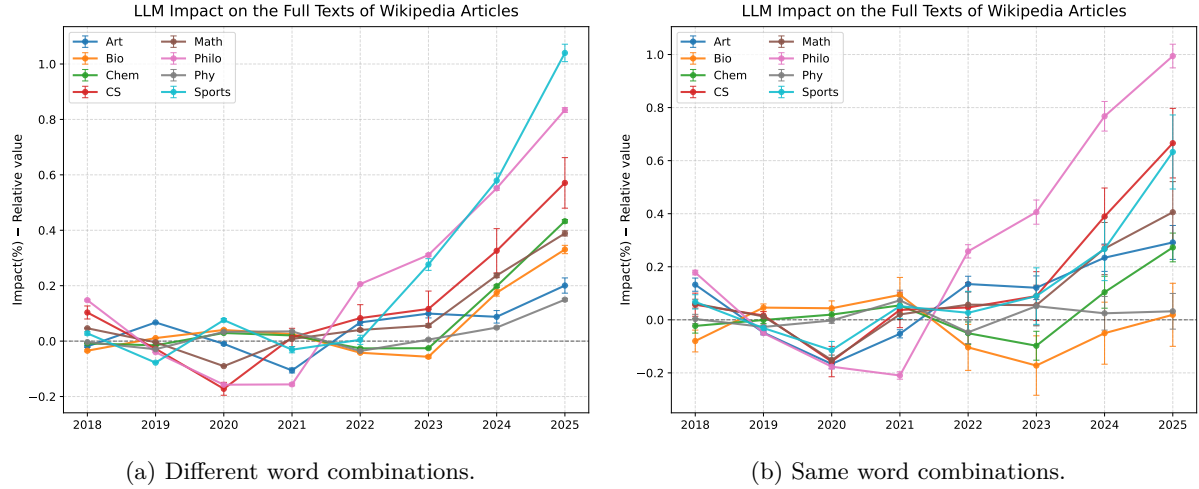 LLM Impact on the Full Texts of Wikipedia Articles
Art
Bio
Chem
CS
Math
Philo
Phy
Sports
Impact(%) − Relative value
1.0
0.8
0.6
0.4
0.2
0.0
−0.2
2018 2019 2020 2021 2022 2023 2024 2025
(a) Different word combinations.
LLM Impact on the Full Texts of Wikipedia Articles
Art
Bio
Chem
CS
Math
Philo
Phy
Sports
Impact(%) − Relative value
1.0
0.8
0.6
0.4
0.2
0.0
−0.2
2018 2019 2020 2021 2022 2023 2024 2025
(b) Same word combinations.